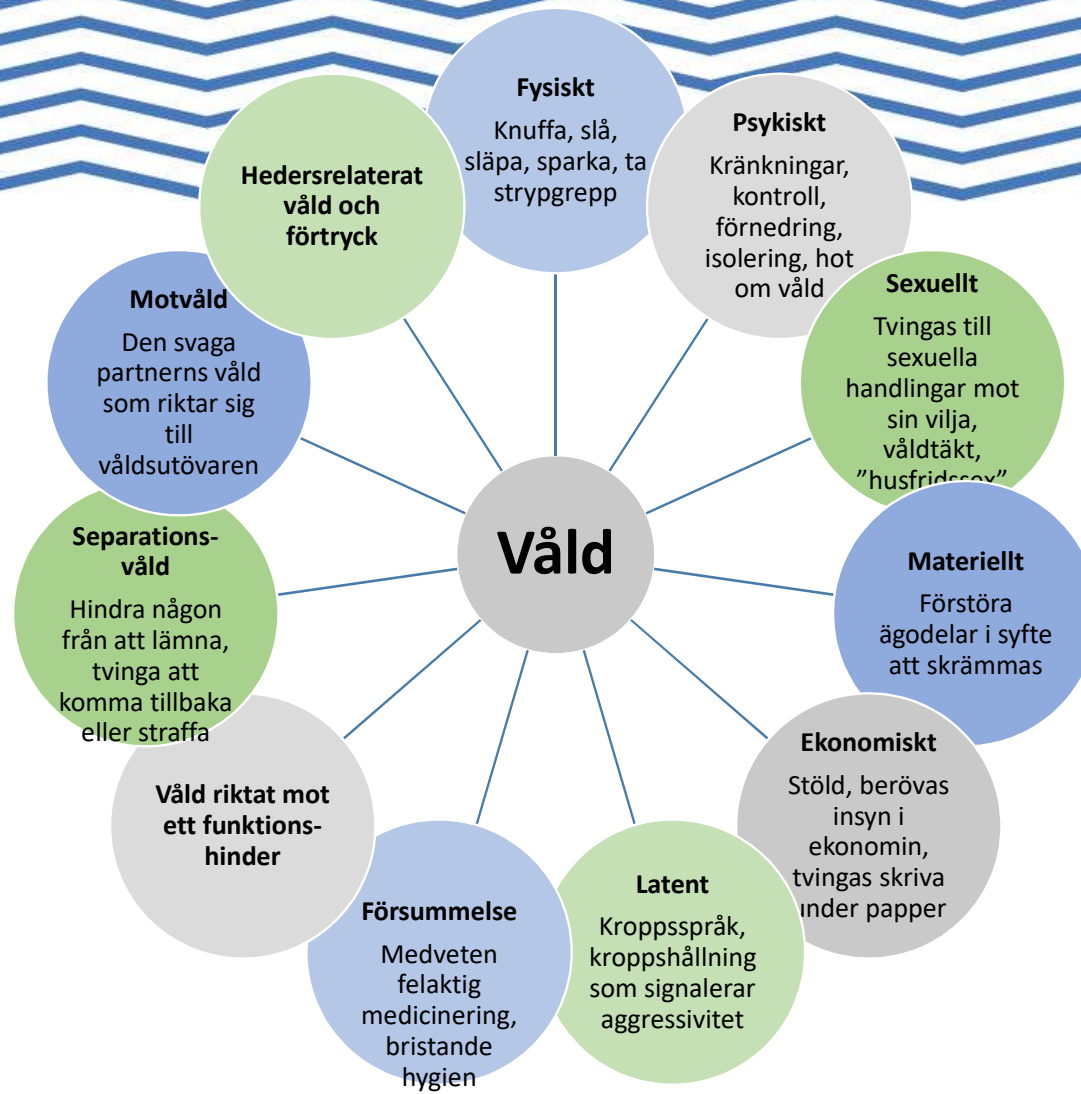 Fysiskt
Knuffa, slå,
släpa, sparka, ta
strypgrepp
Psykiskt
Kränkningar,
kontroll,
förnedring,
isolering, hot
om våld
Sexuellt
Tvingas till
sexuella
handlingar mot
sin vilja,
våldtäkt,
”husfridssex”
Materiellt
Förstöra
ägodelar i syfte
att skrämmas
Ekonomiskt
Stöld, berövas
insyn i
ekonomin,
tvingas skriva
under papper
Latent
Kroppsspråk,
kroppshållning
som signalerar
aggressivitet
Försummelse
Medveten
felaktig
medicinering,
bristande
hygien
Våld riktat mot
ett funktions-
hinder
Separations-
våld
Hindra någon
från att lämna,
tvinga att
komma tillbaka
eller straffa
Motvåld
Den svaga
partnerns våld
som riktar sig
till
våldsutövaren
Hedersrelaterat
våld och
förtryck
Våld